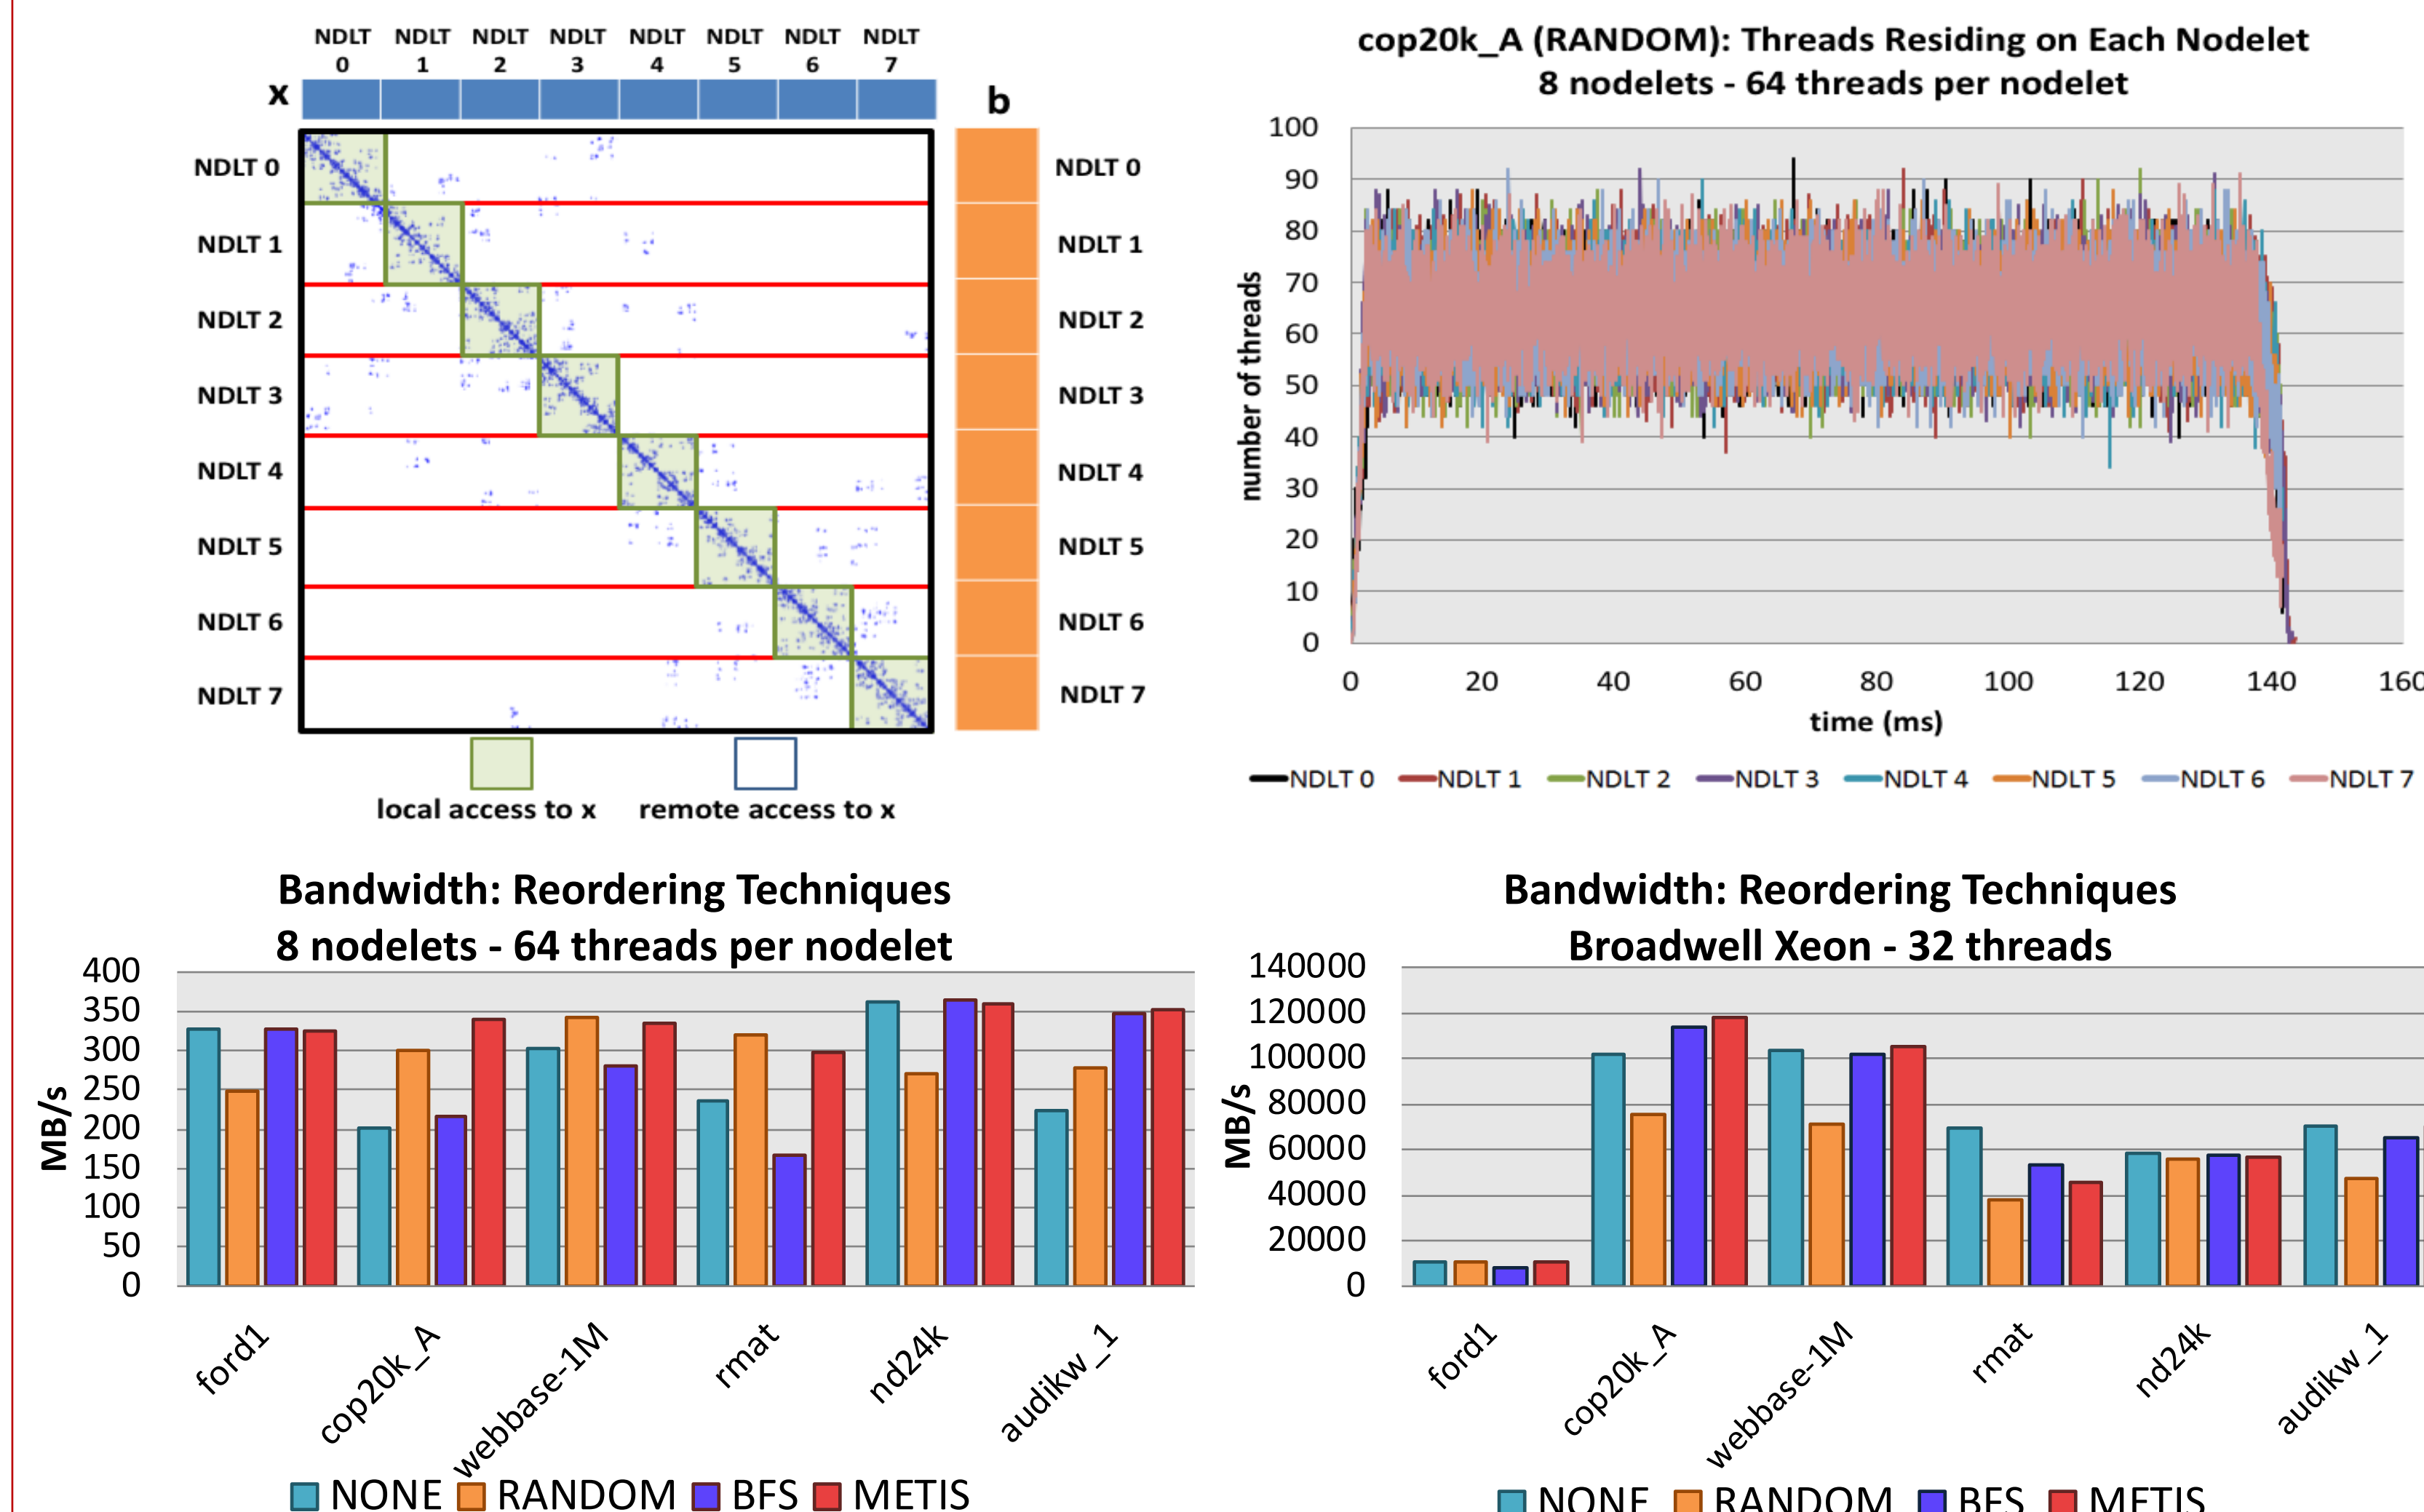 NDLT NDLT NDLT NDLT NDLT NDLT NDLT NDLT
0 1 2 3 4 5 6 7
x
b
NDLT 0 NDLT 0
NDLT 1 NDLT 1
NDLT 2 NDLT 2
NDLT 3 NDLT 3
NDLT 4 NDLT 4
NDLT 5 NDLT 5
NDLT 6 NDLT 6
NDLT 7 NDLT 7
local access to x remote access to x
cop20k_A (RANDOM): Threads Residing on Each Nodelet
8 nodelets - 64 threads per nodelet
100
90
80
70
60
50
40
30
20
10
0
number of threads
0 20 40 60 80 100 120 140 160
time (ms)
NDLT 0 NDLT 1 NDLT 2 NDLT 3 NDLT 4 NDLT 5 NDLT 6 NDLT 7
Bandwidth: Reordering Techniques
8 nodelets - 64 threads per nodelet
400
350
300
250
200
150
100
50
0
MB/s
ford1 cop20k_A webbase-1M rmat nd24k audikw_1
NONE RANDOM BFS METIS
Bandwidth: Reordering Techniques
Broadwell Xeon - 32 threads
140000
120000
100000
80000
60000
40000
20000
0
MB/s
ford1 cop20k_A webbase-1M rmat nd24k audikw_1
NONE RANDOM BFS METIS